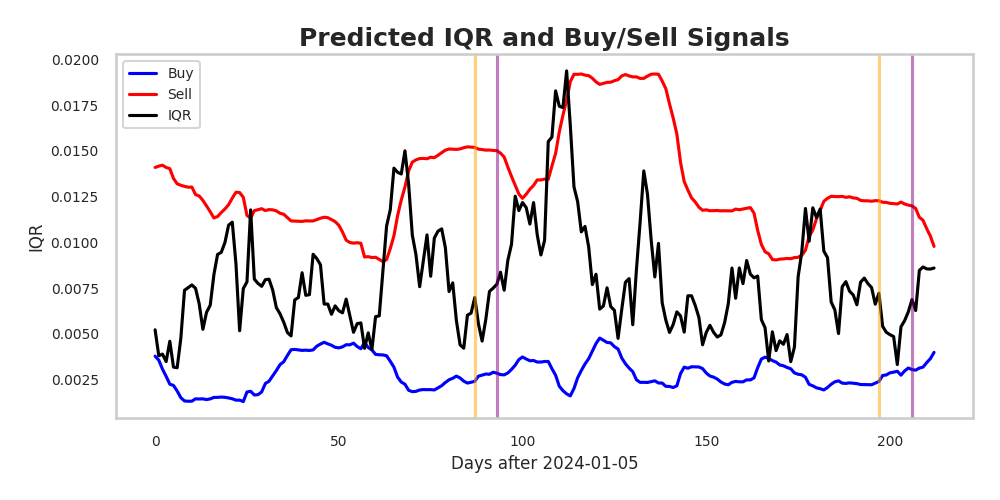 Predicted IQR and Buy/Sell Signals
Buy
Sell
IQR
0.0200
0.0175
0.0150
0.0125
0.0100
0.0075
0.0050
0.0025
IQR
0 50 100 150 200
Days after 2024-01-05